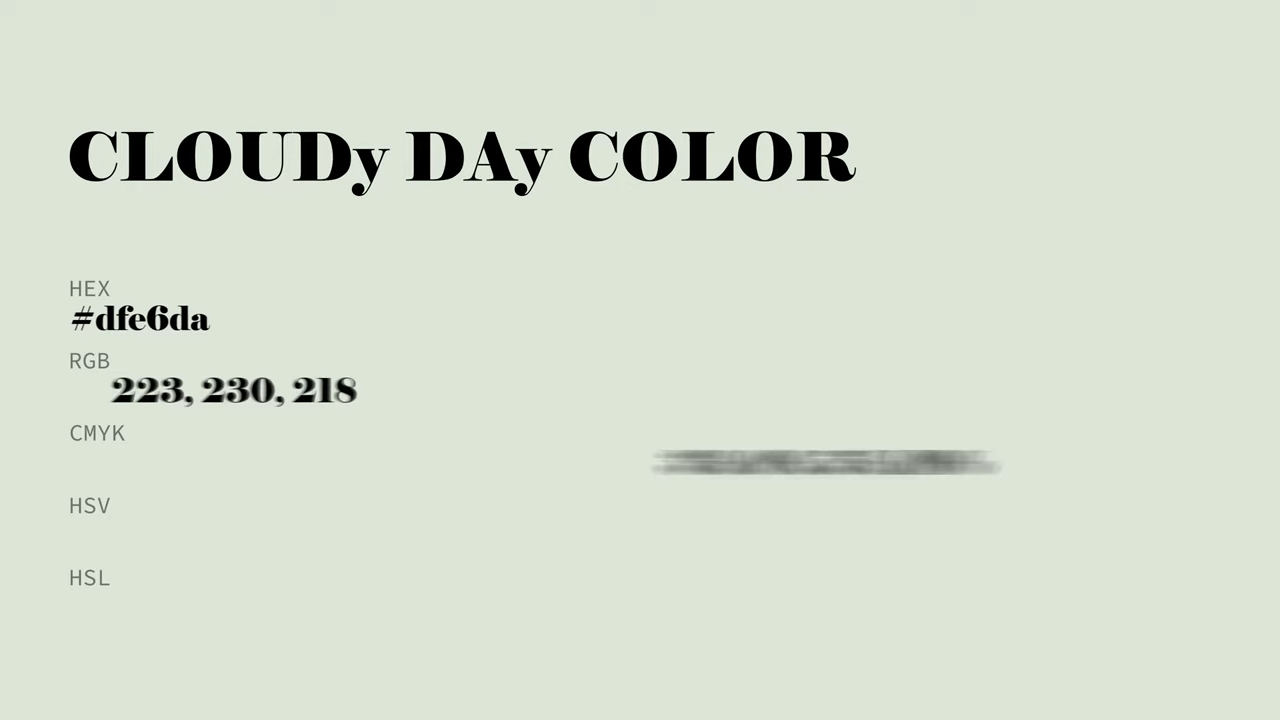 CLOUDy DAy COLOR
HEX
#dfe6da
RGB
223, 230, 218
CMYK
HSV
HSL